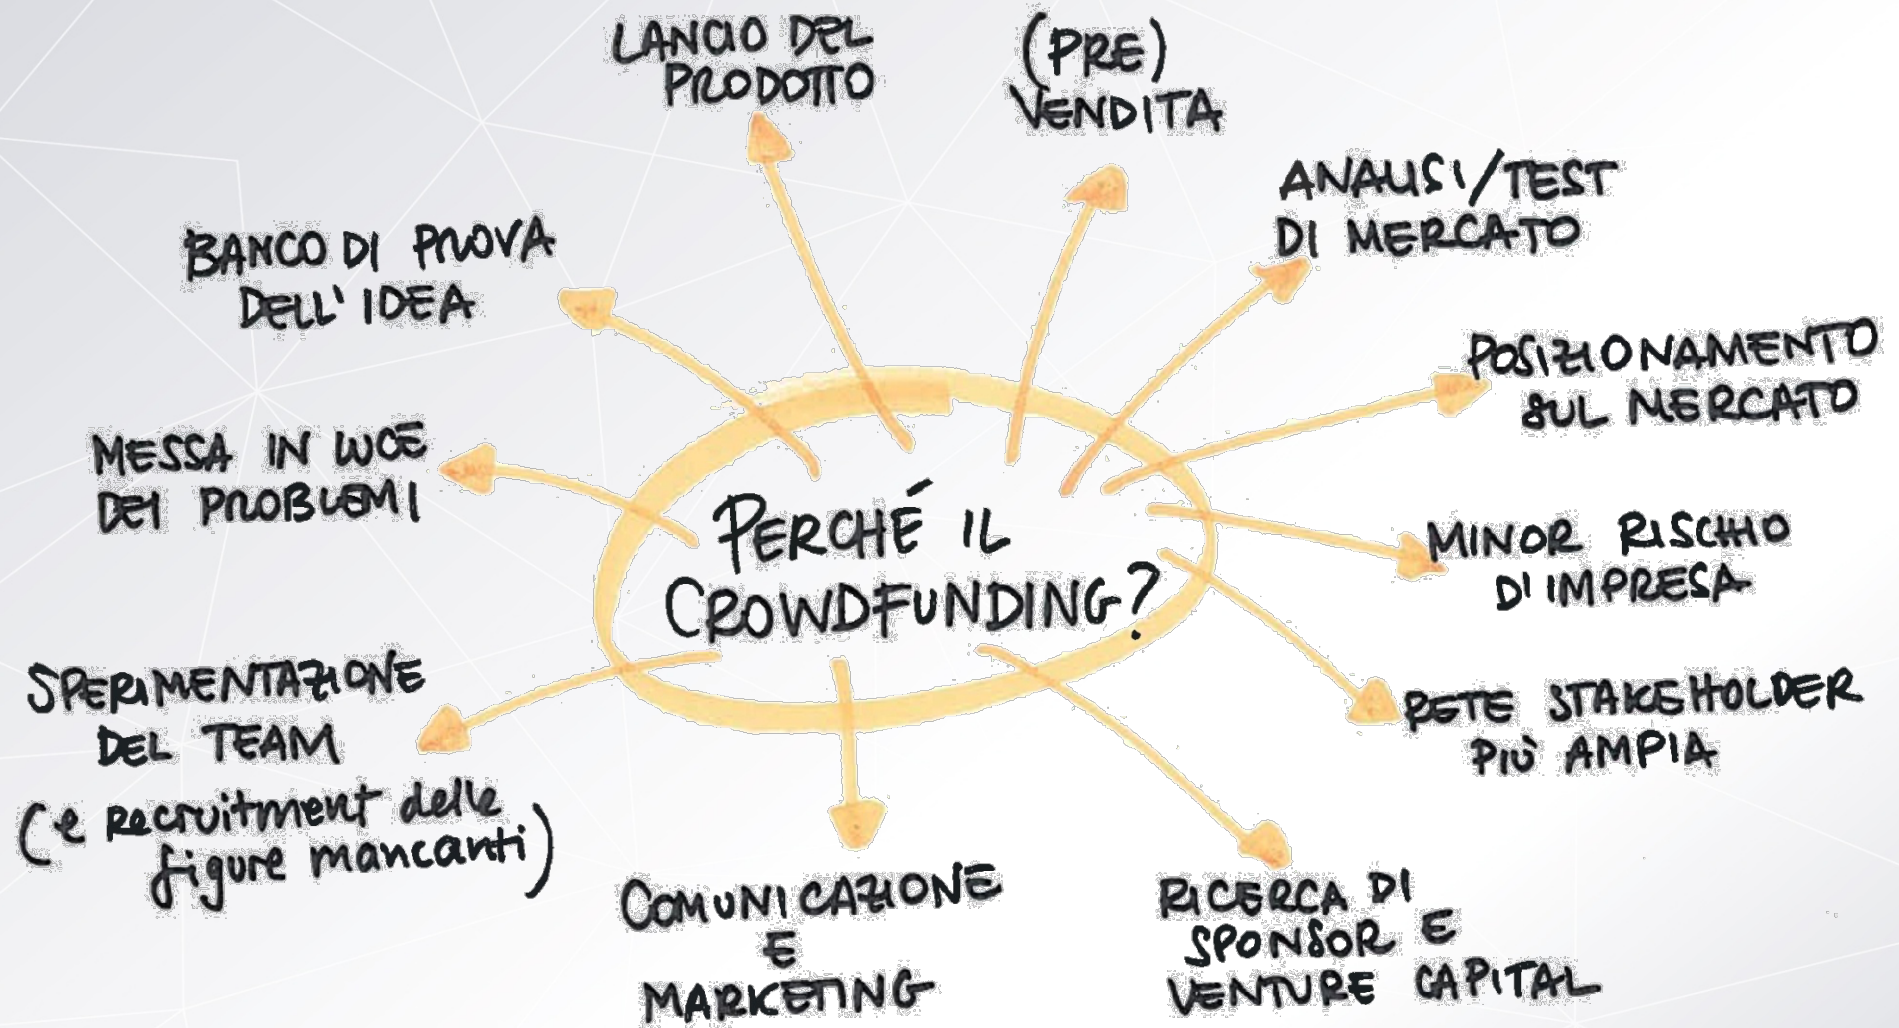 PERCHÉ IL
CROWDFUNDING?
LANCIO DEL
PRODOTTO
(PRE)
VENDITA
ANALISI/TEST
DI MERCATO
POSIZIONAMENTO
SUL MERCATO
MINOR RISCHIO
DI IMPRESA
RETE STAKEHOLDER
PIÙ AMPIA
RICERCA DI
SPONSOR E
VENTURE CAPITAL
COMUNICAZIONE
E
MARKETING
SPERIMENTAZIONE
DEL TEAM
(e recruitment delle
figure mancanti)
MESSA IN LUCE
DEI PROBLEMI
BANCO DI PROVA
DELL'IDEA